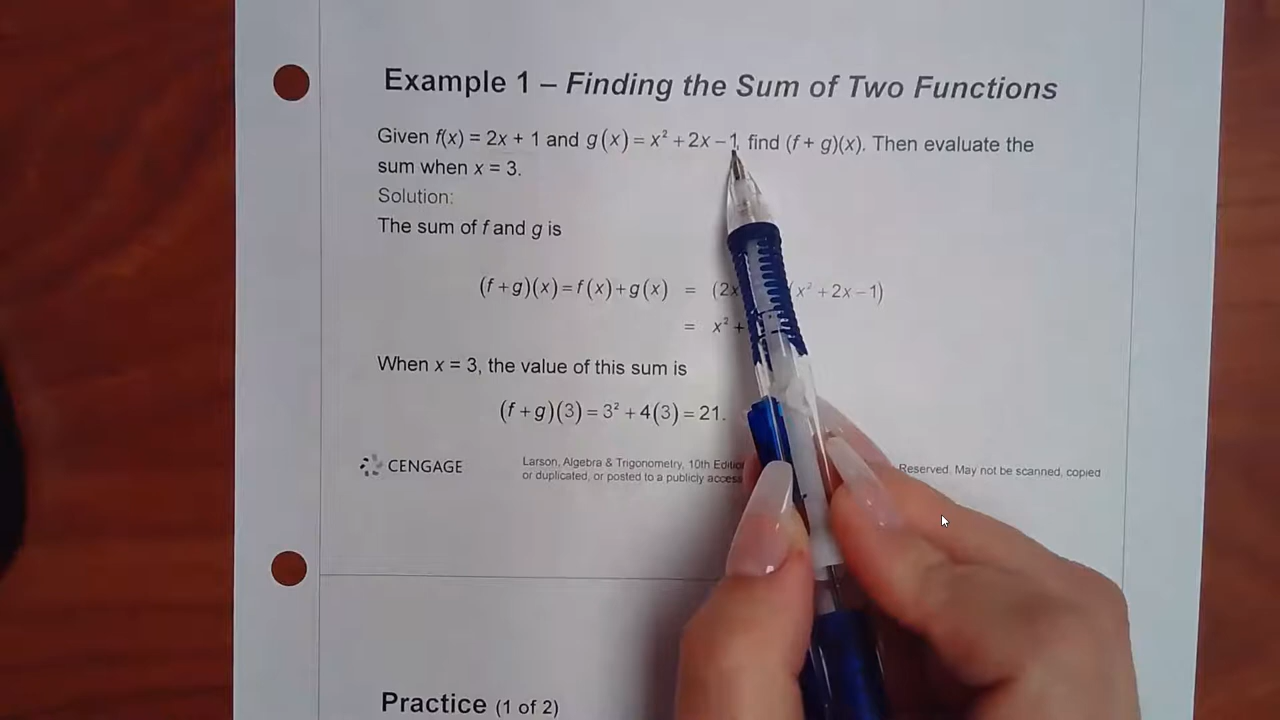 Example 1 – Finding the Sum of Two Functions
Given f(x) = 2x + 1 and g(x) = x² + 2x – 1, find (f + g)(x). Then evaluate the
sum when x = 3.
Solution:
The sum of f and g is
(f + g)(x) = f(x) + g(x) = (2x (x² + 2x – 1)
= x² +
When x = 3, the value of this sum is
(f + g)(3) = 3² + 4(3) = 21.
CENGAGE
Larson, Algebra & Trigonometry, 10th Edition Reserved. May not be scanned, copied
or duplicated, or posted to a publicly access
Practice (1 of 2)